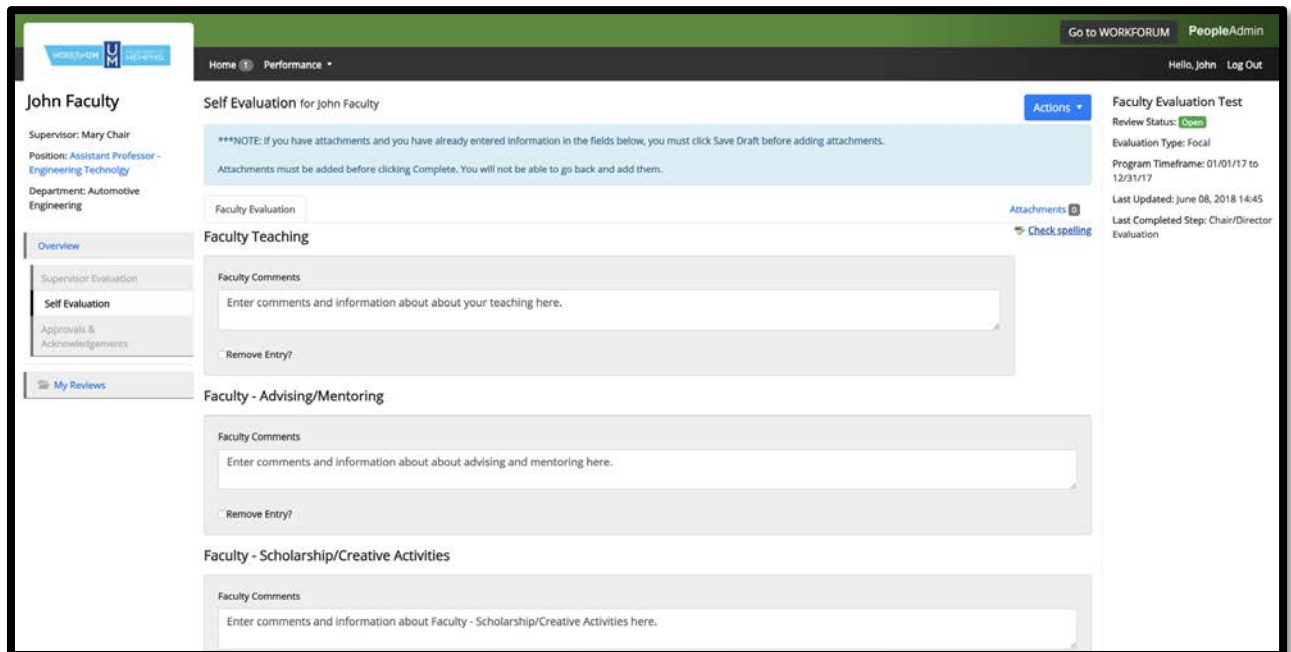 Go to WORKFORUM PeopleAdmin
WORKforUM UM MEMPHIS
Home 1 Performance
Hello, John Log Out
John Faculty
Supervisor: Mary Chair
Position: Assistant Professor -
Engineering Technolgy
Department: Automotive
Engineering
Overview
Supervisor Evaluation
Self Evaluation
Approvals &
Acknowledgements
My Reviews
Self Evaluation for John Faculty
Actions
***NOTE: If you have attachments and you have already entered information in the fields below, you must click Save Draft before adding attachments.
Attachments must be added before clicking Complete. You will not be able to go back and add them.
Faculty Evaluation
Attachments 0
Check spelling
Faculty Teaching
Faculty Comments
Enter comments and information about about your teaching here.
Remove Entry?
Faculty - Advising/Mentoring
Faculty Comments
Enter comments and information about about advising and mentoring here.
Remove Entry?
Faculty - Scholarship/Creative Activities
Faculty Comments
Enter comments and information about Faculty - Scholarship/Creative Activities here.
Faculty Evaluation Test
Review Status: Open
Evaluation Type: Focal
Program Timeframe: 01/01/17 to
12/31/17
Last Updated: June 08, 2018 14:45
Last Completed Step: Chair/Director
Evaluation